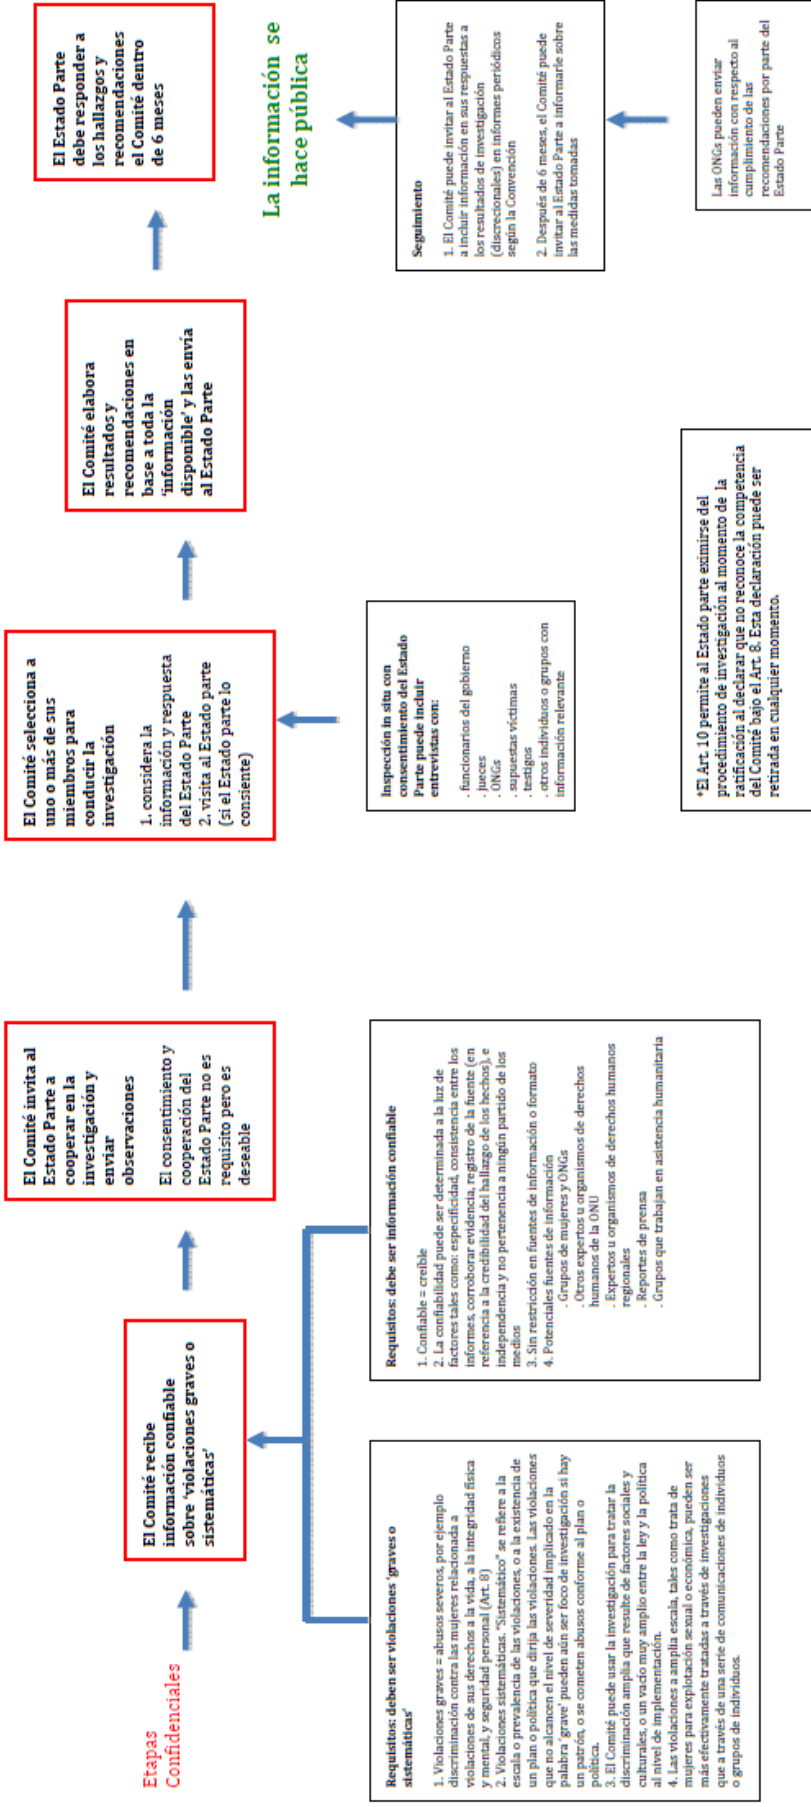 Etapas
Confidenciales
El Comité recibe
información confiable
sobre ‘violaciones graves o
sistemáticas’
El Comité invita al
Estado Parte a
cooperar en la
investigación y
enviar
observaciones
El consentimiento y
cooperación del
Estado Parte no es
requisito pero es
deseable
El Comité selecciona a
uno o más de sus
miembros para
conducir la
investigación
1. considera la
información y respuesta
del Estado Parte
2. visita al Estado parte
(si el Estado parte lo
consiente)
El Comité elabora
resultados y
recomendaciones en
base a toda la
‘información
disponible’ y las envía
al Estado Parte
El Estado Parte
debe responder a
los hallazgos y
recomendaciones
el Comité dentro
de 6 meses
La información se
hace pública
Requisitos: deben ser violaciones ‘graves o
sistemáticas’
1. Violaciones graves = abusos severos, por ejemplo
discriminación contra las mujeres relacionada a
violaciones de sus derechos a la vida, a la integridad física
y mental, y seguridad personal (Art. 8)
2. Violaciones sistemáticas. "Sistemático" se refiere a la
escala o prevalencia de las violaciones, o a la existencia de
un plan o política que dirija las violaciones. Las violaciones
que no alcancen el nivel de severidad implicado en la
palabra ‘grave’ pueden aún ser foco de investigación si hay
un patrón, o se cometen abusos conforme al plan o
política.
3. El Comité puede usar la investigación para tratar la
discriminación amplia que resulte de factores sociales y
culturales, o un vacío muy amplio entre la ley y la política
al nivel de implementación.
4. Las violaciones a amplia escala, tales como trata de
mujeres para explotación sexual o económica, pueden ser
más efectivamente tratadas a través de investigaciones
que a través de una serie de comunicaciones de individuos
o grupos de individuos.
Requisitos: debe ser información confiable
1. Confiable = creíble
2. La confiabilidad puede ser determinada a la luz de
factores tales como: especificidad, consistencia entre los
informes, corroborar evidencia, registro de la fuente (en
referencia a la credibilidad del hallazgo de los hechos), e
independencia y no pertenencia a ningún partido de los
medios
3. Sin restricción en fuentes de información o formato
4. Potenciales fuentes de información
. Grupos de mujeres y ONGs
. Otros expertos u organismos de derechos
humanos de la ONU
. Expertos u organismos de derechos humanos
regionales
. Reportes de prensa
. Grupos que trabajan en asistencia humanitaria
Inspección in situ con
consentimiento del Estado
Parte puede incluir
entrevistas con:
. funcionarios del gobierno
. jueces
. ONGs
. supuestas víctimas
. testigos
. otros individuos o grupos con
información relevante
Seguimiento
1. El Comité puede invitar al Estado Parte
a incluir información en sus respuestas a
los resultados de investigación
(discrecionales) en informes periódicos
según la Convención
2. Después de 6 meses, el Comité puede
invitar al Estado Parte a informarle sobre
las medidas tomadas
*El Art. 10 permite al Estado parte eximirse del
procedimiento de investigación al momento de la
ratificación al declarar que no reconoce la competencia
del Comité bajo el Art. 8. Esta declaración puede ser
retirada en cualquier momento.
Las ONGs pueden enviar
información con respecto al
cumplimiento de las
recomendaciones por parte del
Estado Parte